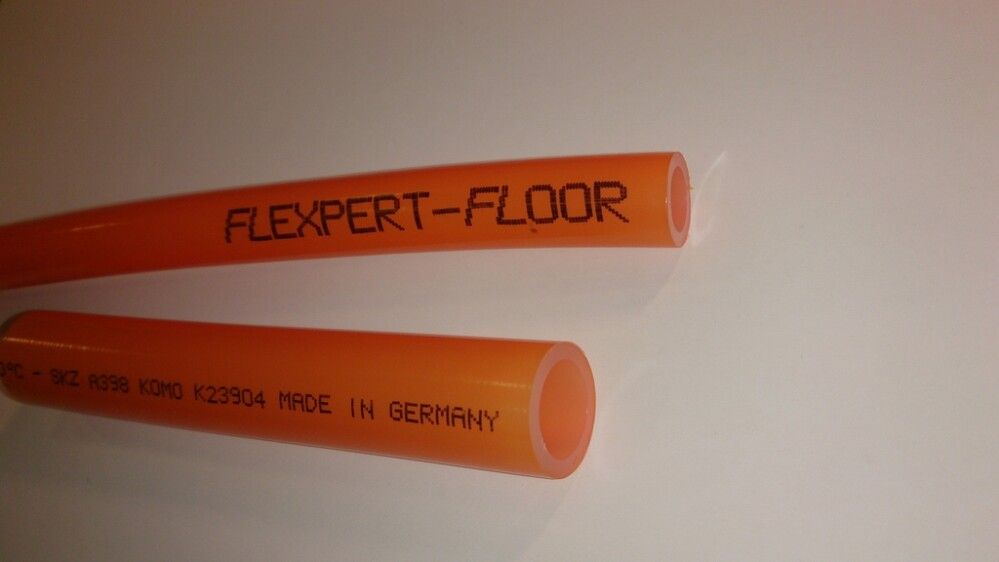 FLEXPERT-FLOOR
°C - SKZ A398 KOMO K23904 MADE IN GERMANY